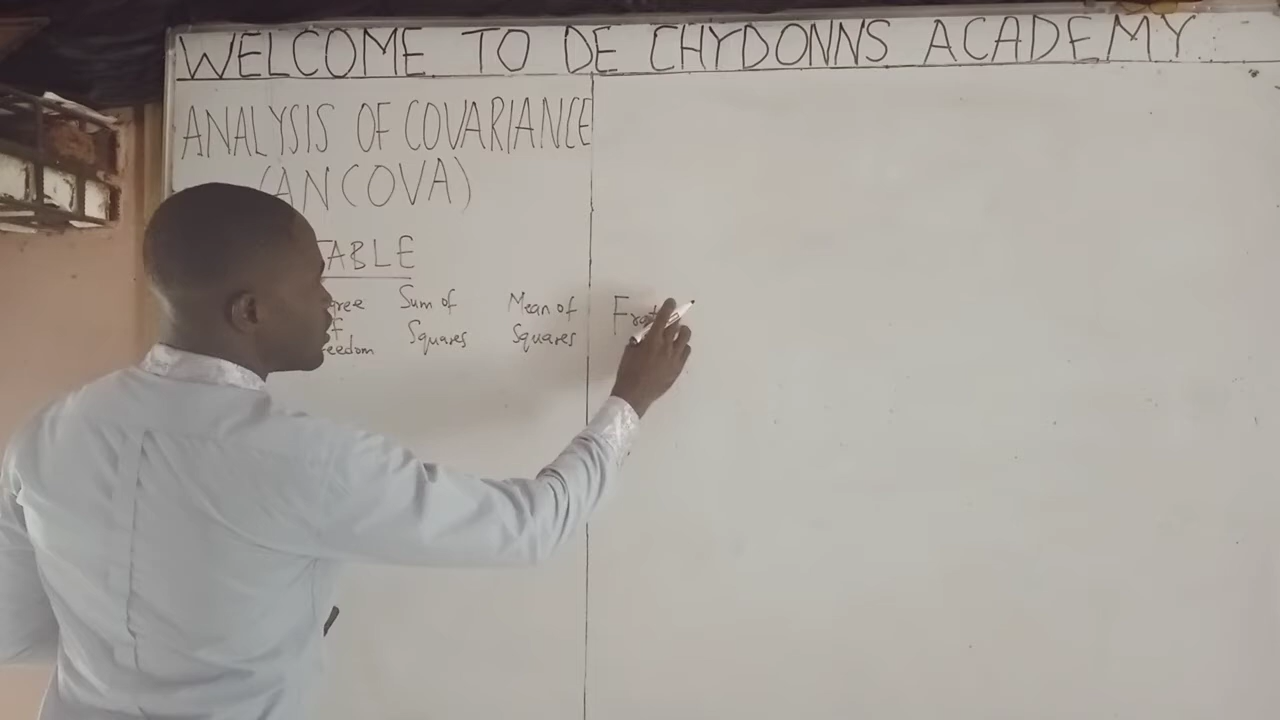 WELCOME TO DE CHYDONNS ACADEMY
ANALYSIS OF COVARIANCE
(ANCOVA)
TABLE
Sum of Mean of
Squares Squares